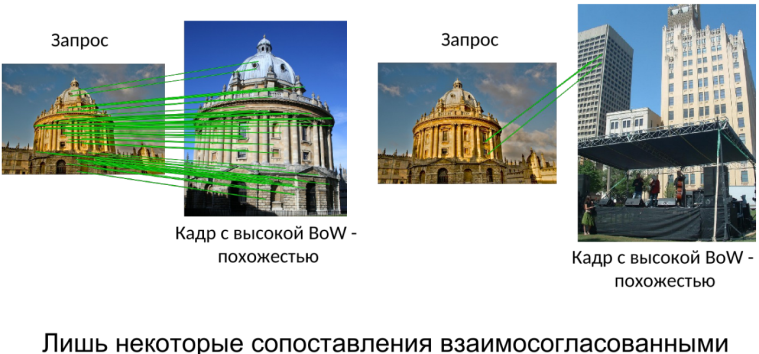 Запрос
Кадр с высокой BoW -
похожестью
Запрос
Кадр с высокой BoW -
похожестью
Лишь некоторые сопоставления взаимосогласованными